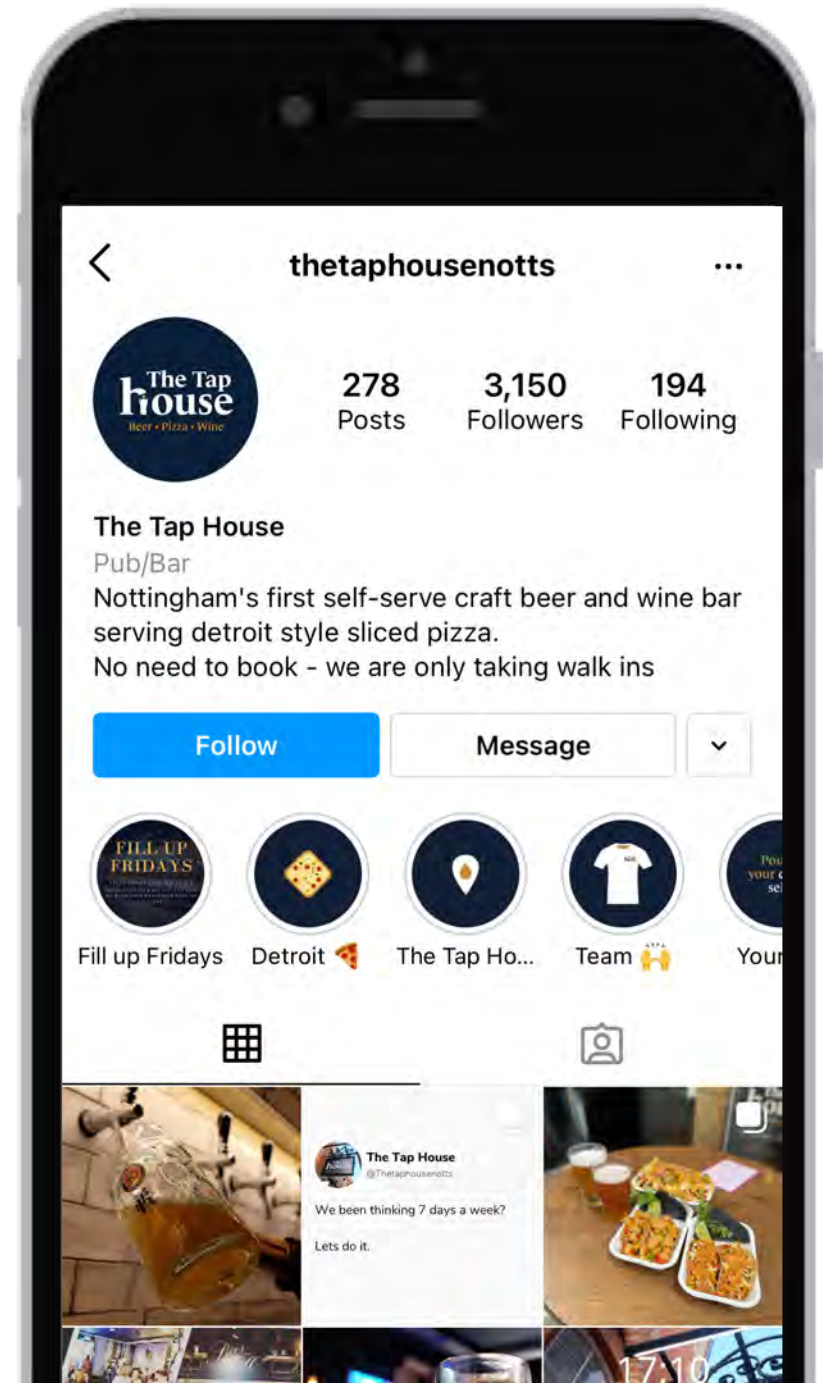 thetaphousenotts
The Tap
house
Beer • Pizza • Wine
278
Posts
3,150
Followers
194
Following
The Tap House
Pub/Bar
Nottingham's first self-serve craft beer and wine bar
serving detroit style sliced pizza.
No need to book - we are only taking walk ins
Follow
Message
FILL UP
FRIDAYS
Fill up Fridays
Detroit 🍕
The Tap Ho...
Team 🙌
your
Your
The Tap House
@Thetaphousenotts
We been thinking 7 days a week?
Lets do it.
17:10